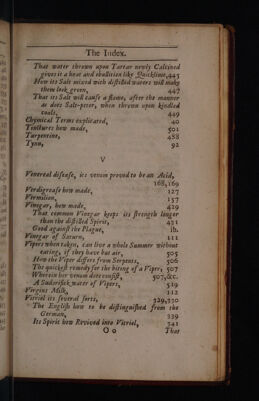 The Index.
That water thrown upon Tartar newly Calcined
gives it a heat and ebullition like Quicklime, 445
How its Salt mixed with distilled waters will make
them look green, 447
That its Salt will cause a flame, after the manner
as does Salt-peter, when thrown upon kindled
coals, 449
Chymical Terms explicated, 40
Tinctures how made, 501
Turpentine, 488
Tynn, 92
V
Venereal disease, its venom proved to be an Acid,
168, 169
Verdigrease how made, 127
Vermilion, 157
Vinegar, how made, 429
That common Vinegar keeps its strength longer
than the distilled Spirit, 431
Good against the Plague, ib.
Vinegar of Saturn, 111
Vipers when taken, can live a whole Summer without
eating, if they have but air, 505
How the Viper differs from Serpents, 506
The quickest remedy for the biting of a Viper, 507
Wherein her venom does consist, 507, &c.
A Sudorifick water of Vipers, 519
Virgins Milk, 112
Vitriol its several sorts, 329, 330
The English how to be distinguished from the
German, 339
Its Spirit how Revived into Vitriol, 341
O o That